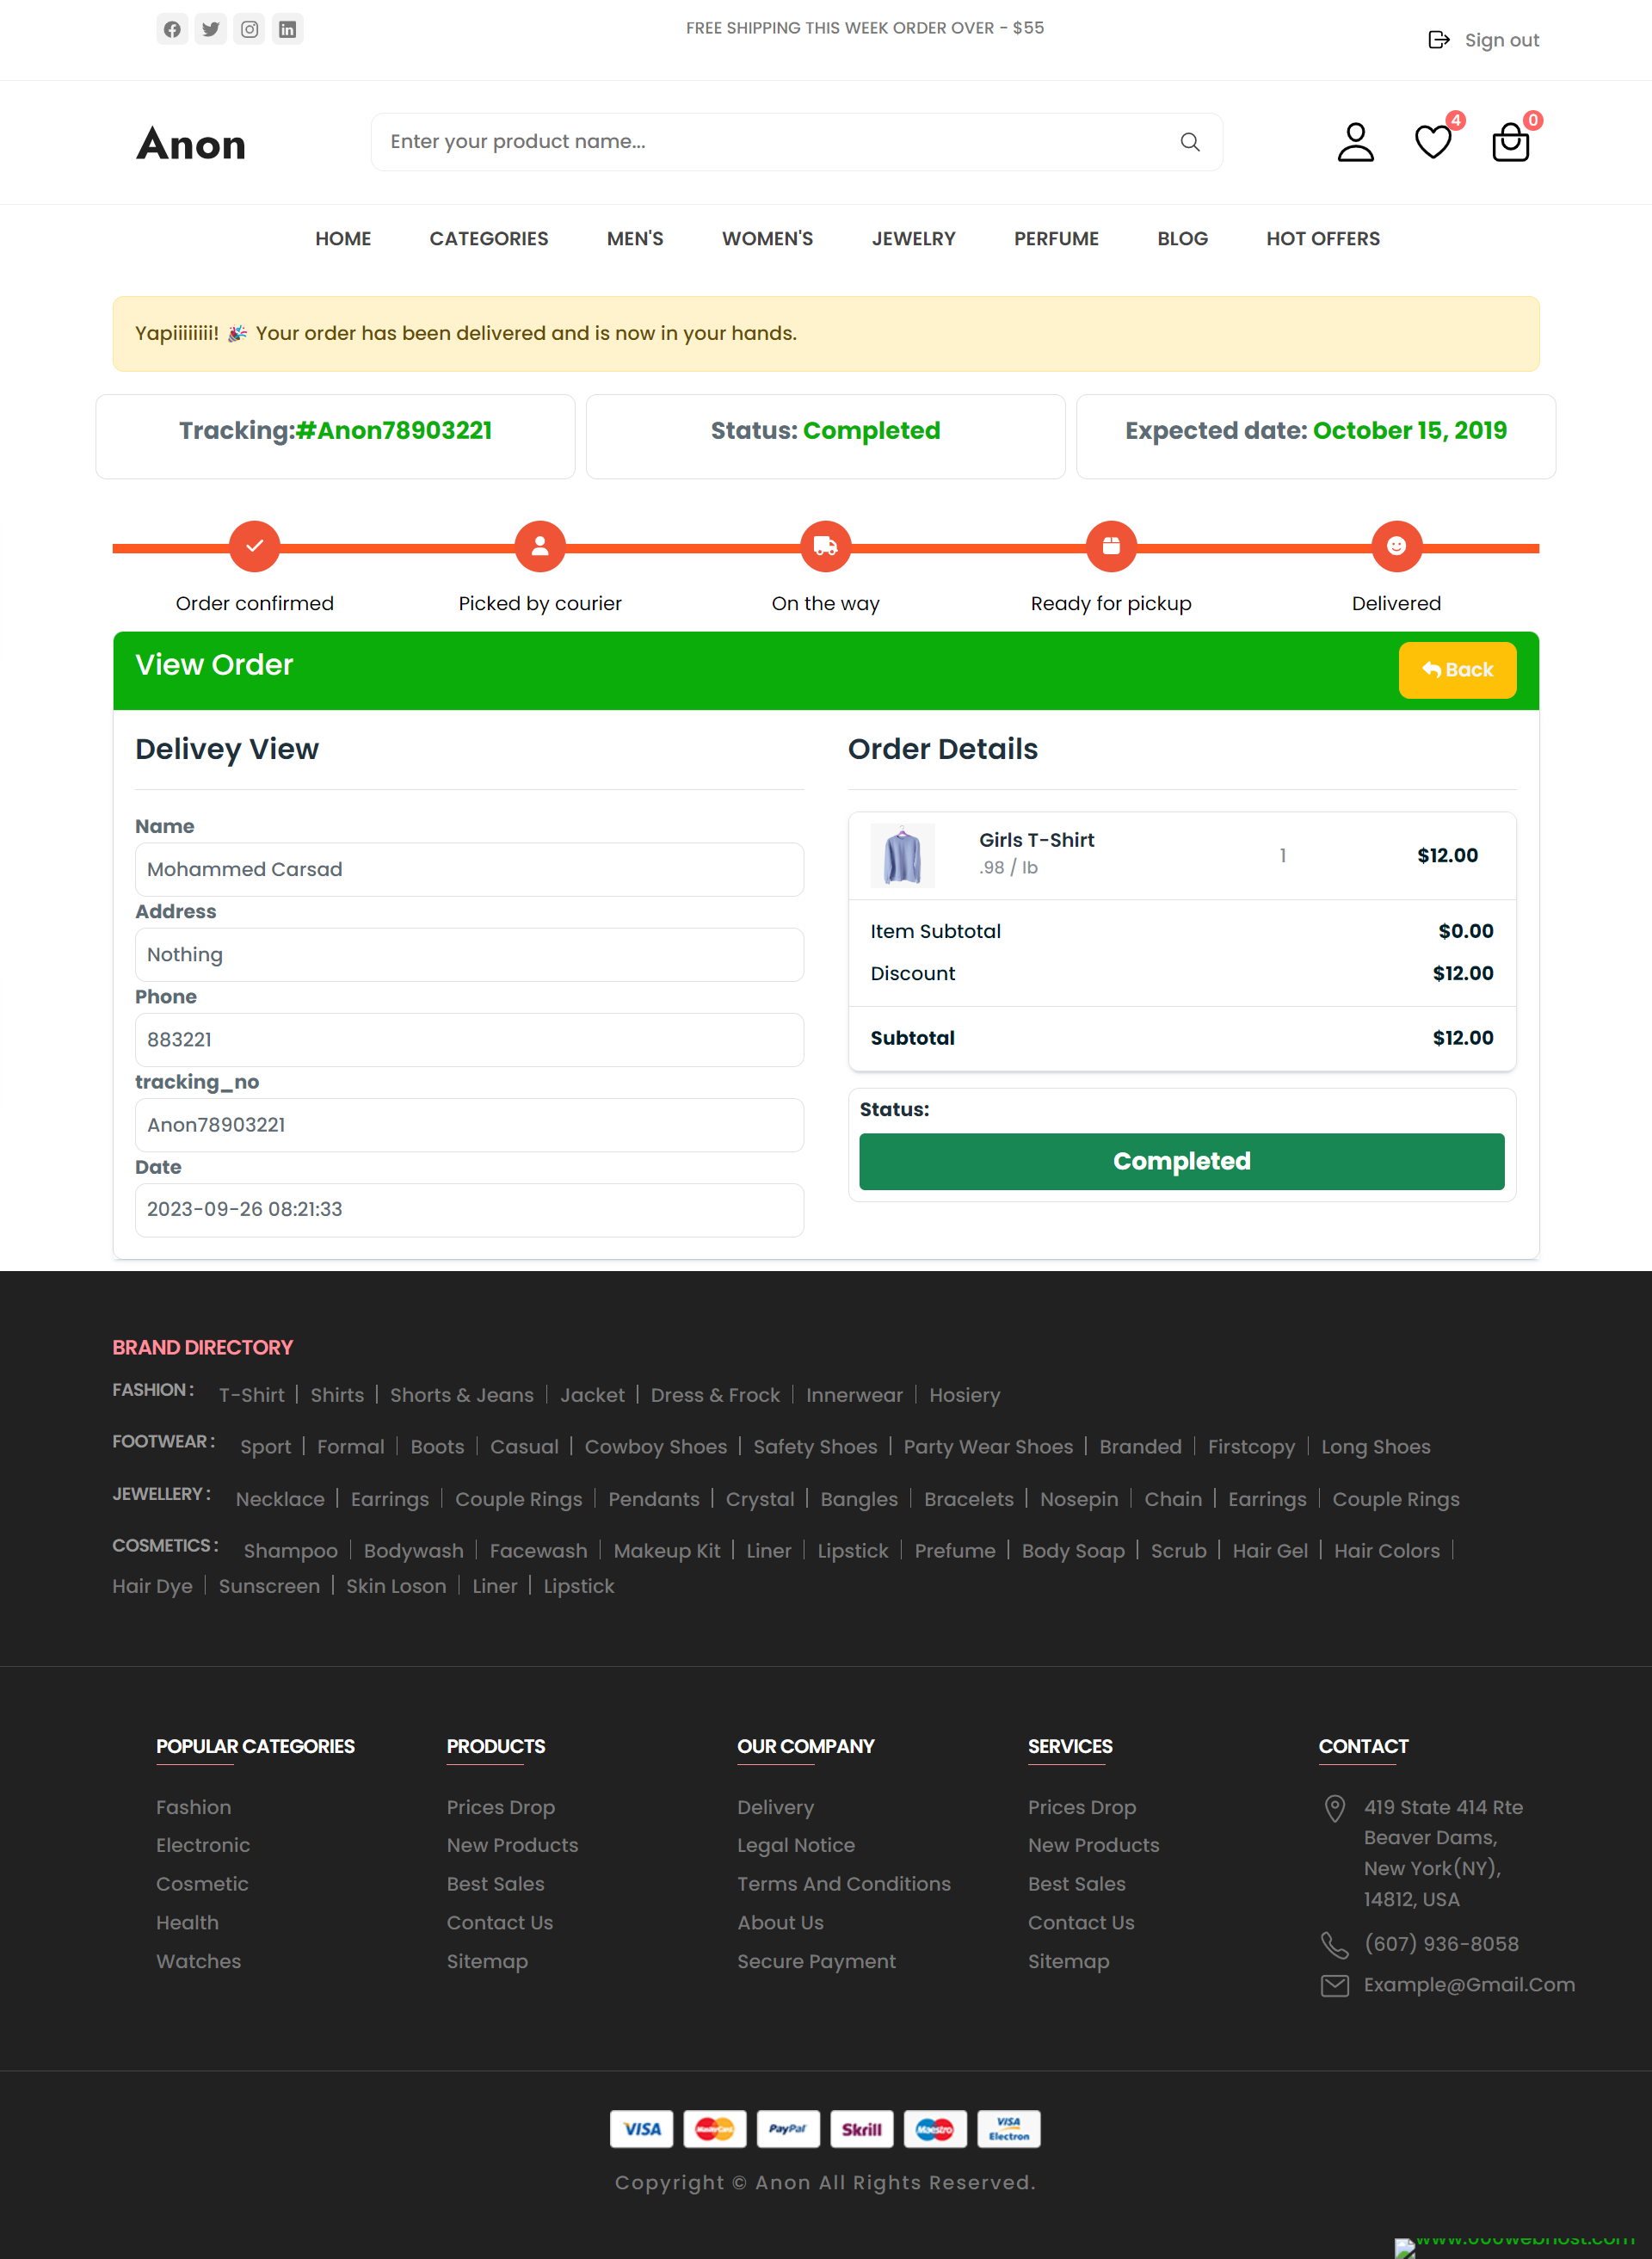 FREE SHIPPING THIS WEEK ORDER OVER - $55
Sign out
Anon
Enter your product name...
4
0
HOME CATEGORIES MEN'S WOMEN'S JEWELRY PERFUME BLOG HOT OFFERS
Yapiiiiiiii! 🎉 Your order has been delivered and is now in your hands.
Tracking:#Anon78903221
Status: Completed
Expected date: October 15, 2019
Order confirmed
Picked by courier
On the way
Ready for pickup
Delivered
View Order
Back
Delivey View
Name
Mohammed Carsad
Address
Nothing
Phone
883221
tracking_no
Anon78903221
Date
2023-09-26 08:21:33
Order Details
Girls T-Shirt
.98 / lb
1
$12.00
Item Subtotal $0.00
Discount $12.00
Subtotal $12.00
Status:
Completed
BRAND DIRECTORY
FASHION : T-Shirt | Shirts | Shorts & Jeans | Jacket | Dress & Frock | Innerwear | Hosiery
FOOTWEAR : Sport | Formal | Boots | Casual | Cowboy Shoes | Safety Shoes | Party Wear Shoes | Branded | Firstcopy | Long Shoes
JEWELLERY : Necklace | Earrings | Couple Rings | Pendants | Crystal | Bangles | Bracelets | Nosepin | Chain | Earrings | Couple Rings
COSMETICS : Shampoo | Bodywash | Facewash | Makeup Kit | Liner | Lipstick | Prefume | Body Soap | Scrub | Hair Gel | Hair Colors |
Hair Dye | Sunscreen | Skin Loson | Liner | Lipstick
POPULAR CATEGORIES
Fashion
Electronic
Cosmetic
Health
Watches
PRODUCTS
Prices Drop
New Products
Best Sales
Contact Us
Sitemap
OUR COMPANY
Delivery
Legal Notice
Terms And Conditions
About Us
Secure Payment
SERVICES
Prices Drop
New Products
Best Sales
Contact Us
Sitemap
CONTACT
419 State 414 Rte
Beaver Dams,
New York(NY),
14812, USA
(607) 936-8058
Example@Gmail.Com
VISA
MasterCard
PayPal
Skrill
Maestro
VISA
Electron
Copyright © Anon All Rights Reserved.
www.000webhost.com